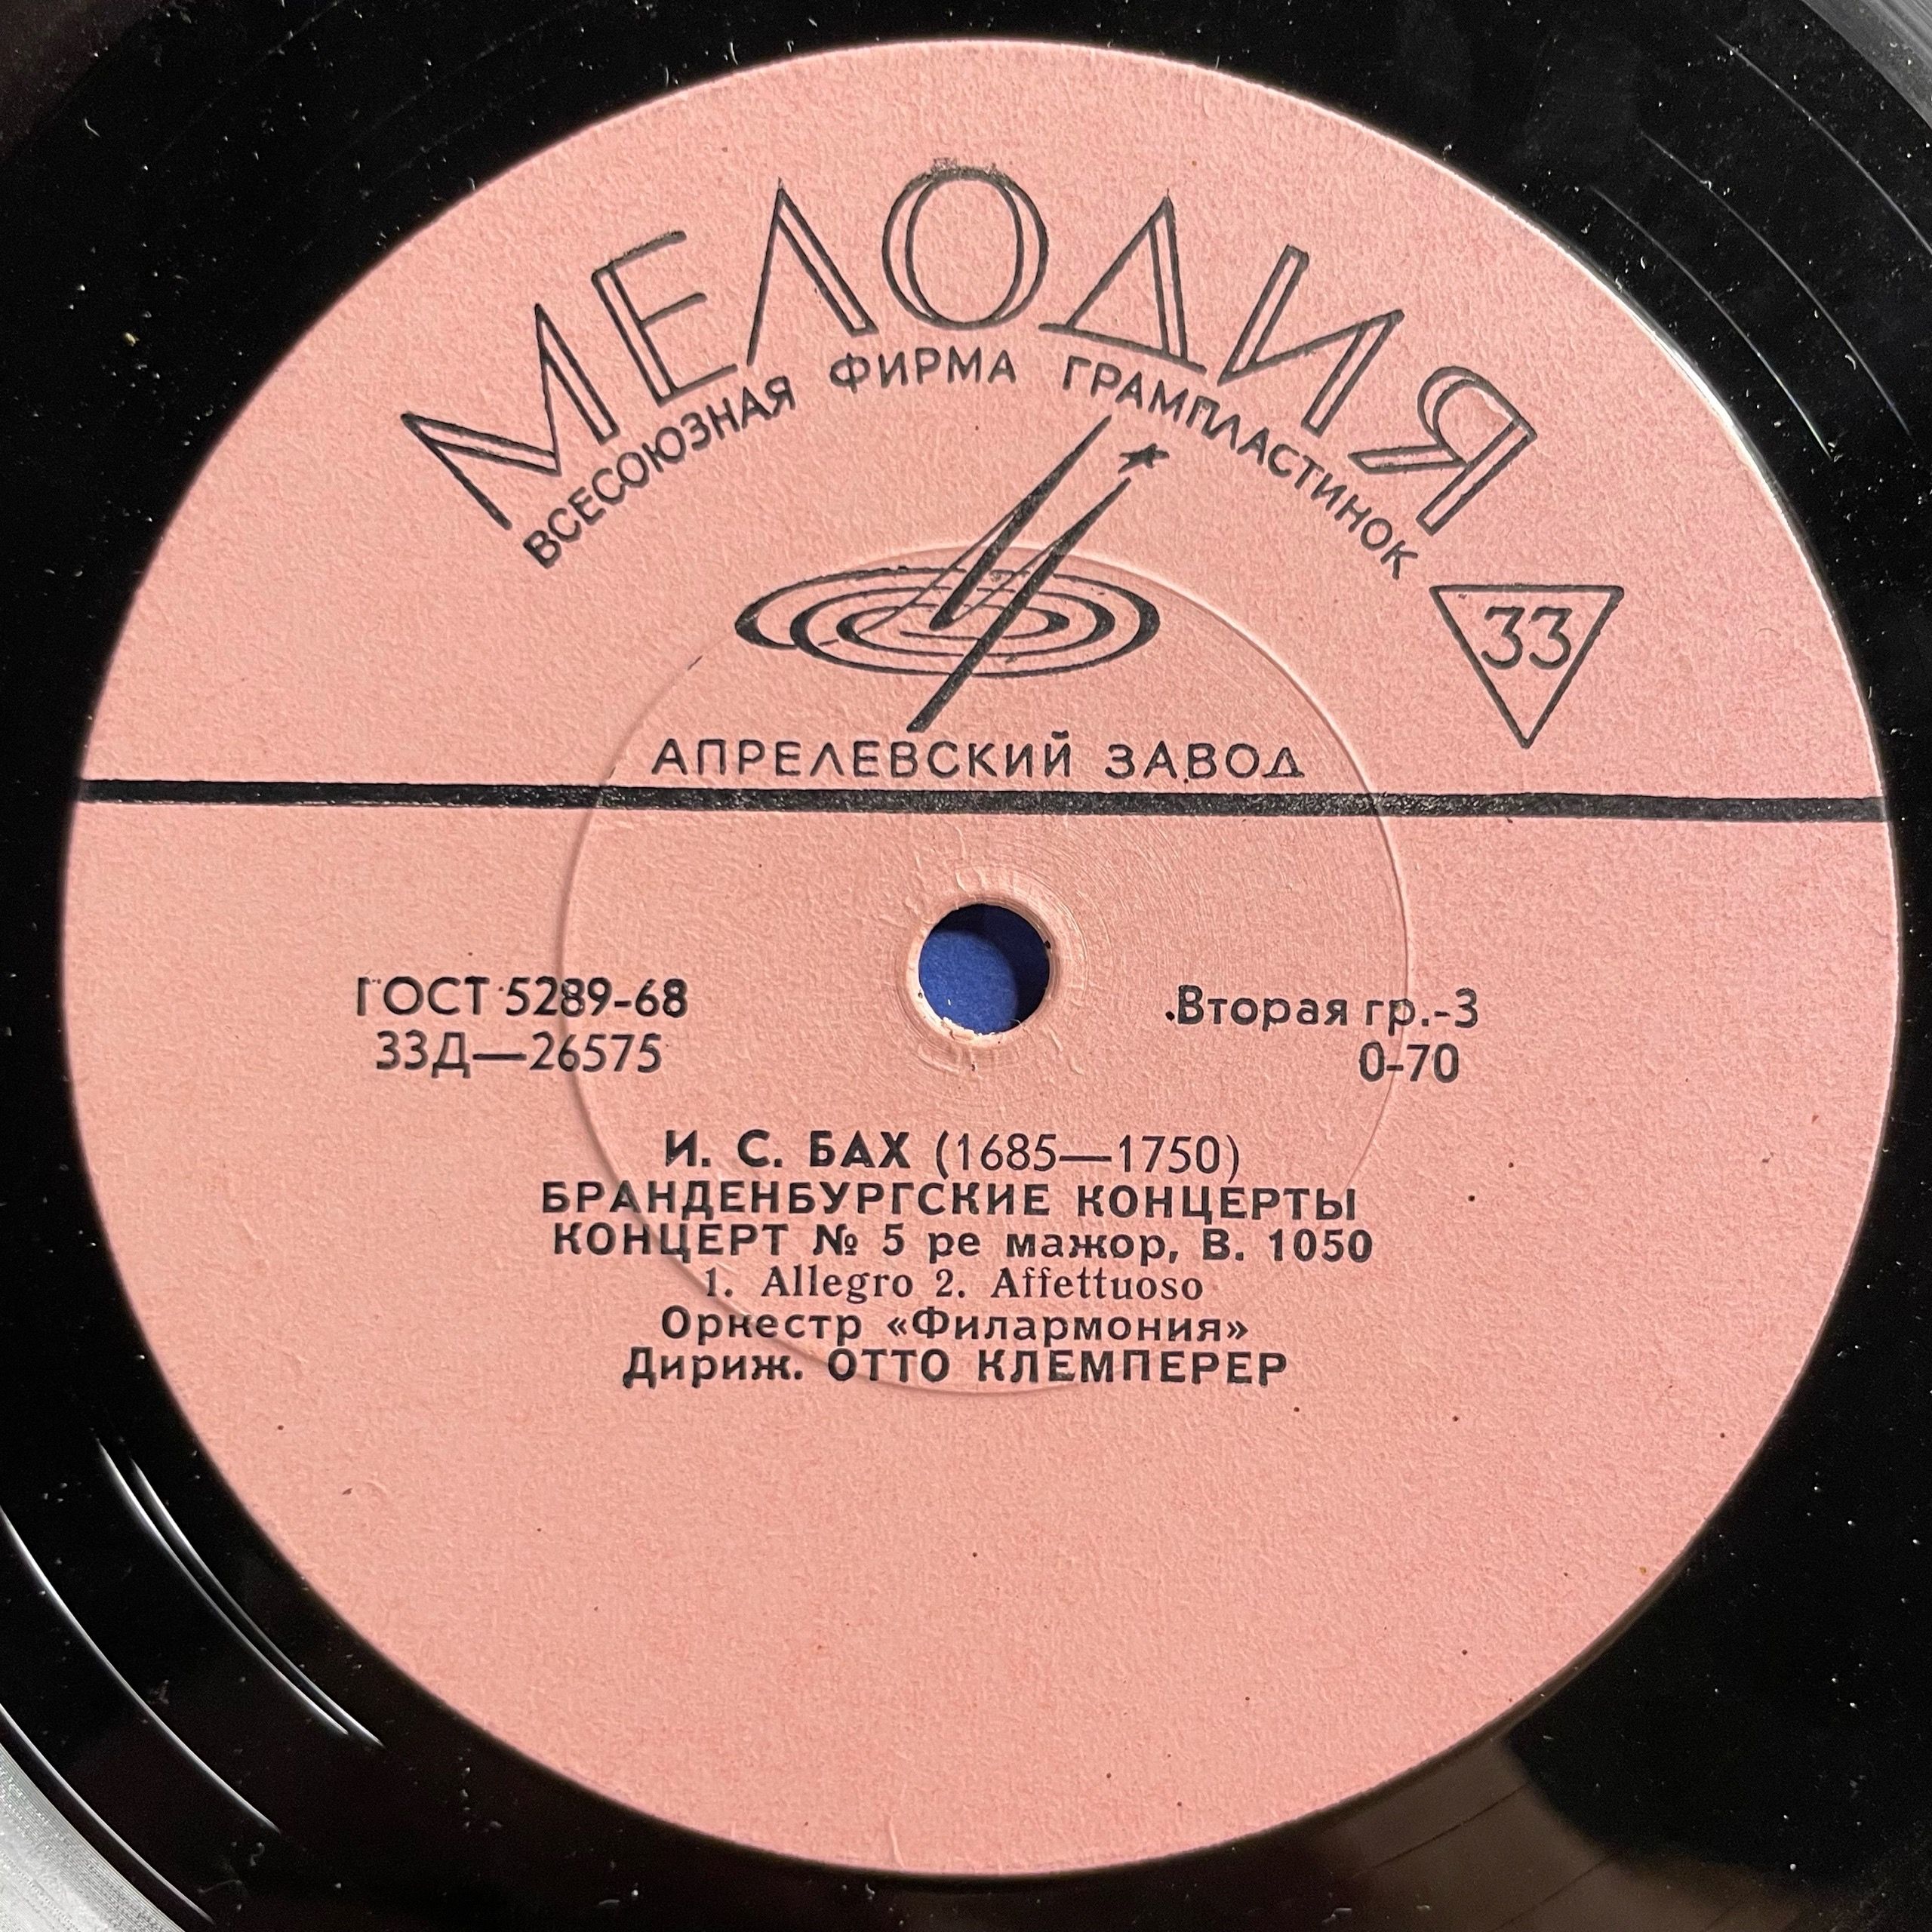 МЕЛОДИЯ
ВСЕСОЮЗНАЯ ФИРМА ГРАМПЛАСТИНОК
33
АПРЕЛЕВСКИЙ ЗАВОД
ГОСТ 5289-68
33Д—26575
Вторая гр.-3
0-70
И. С. БАХ (1685—1750)
БРАНДЕНБУРГСКИЕ КОНЦЕРТЫ
КОНЦЕРТ № 5 ре мажор, В. 1050
1. Allegro 2. Affettuoso
Оркестр «Филармония»
Дириж. ОТТО КЛЕМПЕРЕР